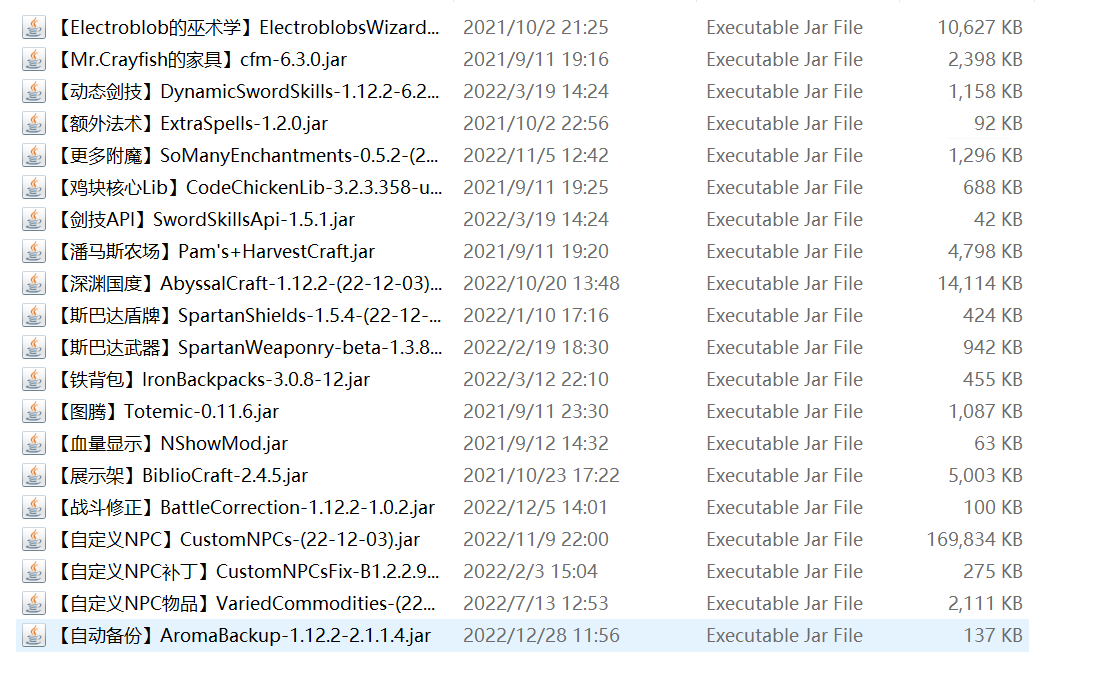 【Electroblob的巫术学】ElectroblobsWizard... 2021/10/2 21:25 Executable Jar File 10,627 KB
【Mr.Crayfish的家具】cfm-6.3.0.jar 2021/9/11 19:16 Executable Jar File 2,398 KB
【动态剑技】DynamicSwordSkills-1.12.2-6.2... 2022/3/19 14:24 Executable Jar File 1,158 KB
【额外法术】ExtraSpells-1.2.0.jar 2021/10/2 22:56 Executable Jar File 92 KB
【更多附魔】SoManyEnchantments-0.5.2-(2... 2022/11/5 12:42 Executable Jar File 1,296 KB
【鸡块核心Lib】CodeChickenLib-3.2.3.358-u... 2021/9/11 19:25 Executable Jar File 688 KB
【剑技API】SwordSkillsApi-1.5.1.jar 2022/3/19 14:24 Executable Jar File 42 KB
【潘马斯农场】Pam's+HarvestCraft.jar 2021/9/11 19:20 Executable Jar File 4,798 KB
【深渊国度】AbyssalCraft-1.12.2-(22-12-03)... 2022/10/20 13:48 Executable Jar File 14,114 KB
【斯巴达盾牌】SpartanShields-1.5.4-(22-12-... 2022/1/10 17:16 Executable Jar File 424 KB
【斯巴达武器】SpartanWeaponry-beta-1.3.8... 2022/2/19 18:30 Executable Jar File 942 KB
【铁背包】IronBackpacks-3.0.8-12.jar 2022/3/12 22:10 Executable Jar File 455 KB
【图腾】Totemic-0.11.6.jar 2021/9/11 23:30 Executable Jar File 1,087 KB
【血量显示】NShowMod.jar 2021/9/12 14:32 Executable Jar File 63 KB
【展示架】BiblioCraft-2.4.5.jar 2021/10/23 17:22 Executable Jar File 5,003 KB
【战斗修正】BattleCorrection-1.12.2-1.0.2.jar 2022/12/5 14:01 Executable Jar File 100 KB
【自定义NPC】CustomNPCs-(22-12-03).jar 2022/11/9 22:00 Executable Jar File 169,834 KB
【自定义NPC补丁】CustomNPCsFix-B1.2.2.9... 2022/2/3 15:04 Executable Jar File 275 KB
【自定义NPC物品】VariedCommodities-(22... 2022/7/13 12:53 Executable Jar File 2,111 KB
【自动备份】AromaBackup-1.12.2-2.1.1.4.jar 2022/12/28 11:56 Executable Jar File 137 KB